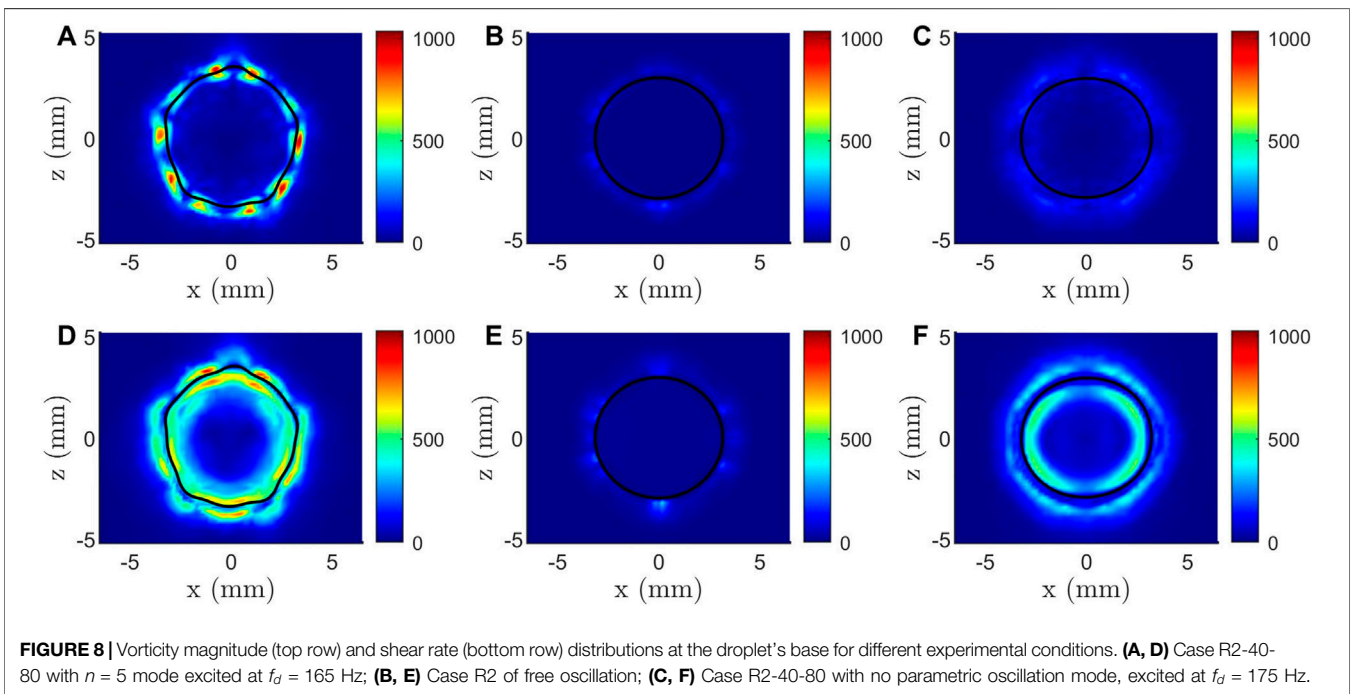 A
5
0
-5
z (mm)
-5 0 5
x (mm)
1000
500
0
B
5
0
-5
z (mm)
-5 0 5
x (mm)
1000
500
0
C
5
0
-5
z (mm)
-5 0 5
x (mm)
1000
500
0
D
5
0
-5
z (mm)
-5 0 5
x (mm)
1000
500
0
E
5
0
-5
z (mm)
-5 0 5
x (mm)
1000
500
0
F
5
0
-5
z (mm)
-5 0 5
x (mm)
1000
500
0
FIGURE 8 | Vorticity magnitude (top row) and shear rate (bottom row) distributions at the droplet's base for different experimental conditions. (A, D) Case R2-40-
80 with n = 5 mode excited at f_d = 165 Hz; (B, E) Case R2 of free oscillation; (C, F) Case R2-40-80 with no parametric oscillation mode, excited at f_d = 175 Hz.